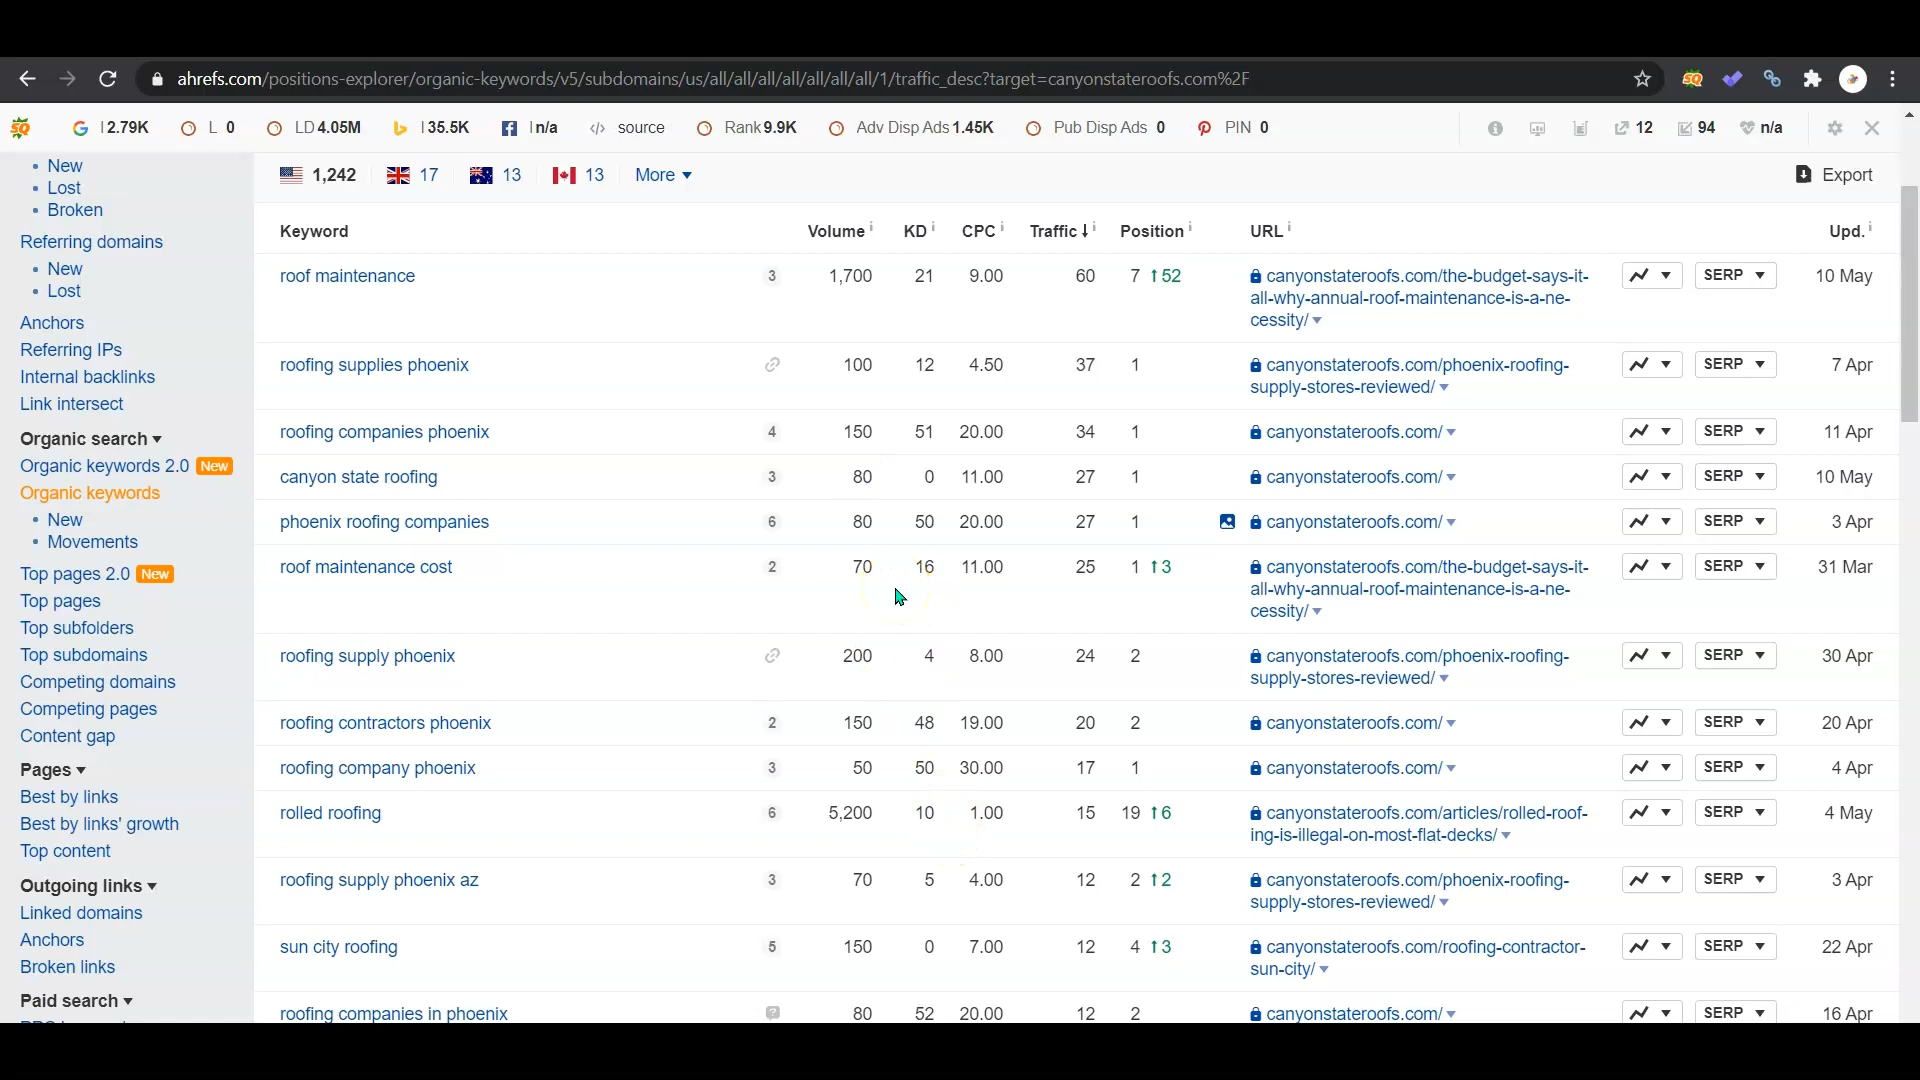 ahrefs.com/positions-explorer/organic-keywords/v5/subdomains/us/all/all/all/all/all/all/all/1/traffic_desc?target=canyonstateroofs.com%2F
SQ I 2.79K L 0 LD 4.05M I 35.5K I n/a source Rank 9.9K Adv Disp Ads 1.45K Pub Disp Ads 0 PIN 0 12 94 n/a
New
Lost
Broken
Referring domains
New
Lost
Anchors
Referring IPs
Internal backlinks
Link intersect
Organic search
Organic keywords 2.0 New
Organic keywords
New
Movements
Top pages 2.0 New
Top pages
Top subfolders
Top subdomains
Competing domains
Competing pages
Content gap
Pages
Best by links
Best by links' growth
Top content
Outgoing links
Linked domains
Anchors
Broken links
Paid search
1,242 17 13 13 More Export
Keyword Volume i KD i CPC i Traffic ↓ i Position i URL i Upd. i
roof maintenance 3 1,700 21 9.00 60 7 ↑52 canyonstateroofs.com/the-budget-says-it- SERP 10 May
all-why-annual-roof-maintenance-is-a-ne-
cessity/
roofing supplies phoenix 100 12 4.50 37 1 canyonstateroofs.com/phoenix-roofing- SERP 7 Apr
supply-stores-reviewed/
roofing companies phoenix 4 150 51 20.00 34 1 canyonstateroofs.com/ SERP 11 Apr
canyon state roofing 3 80 0 11.00 27 1 canyonstateroofs.com/ SERP 10 May
phoenix roofing companies 6 80 50 20.00 27 1 canyonstateroofs.com/ SERP 3 Apr
roof maintenance cost 2 70 16 11.00 25 1 ↑3 canyonstateroofs.com/the-budget-says-it- SERP 31 Mar
all-why-annual-roof-maintenance-is-a-ne-
cessity/
roofing supply phoenix 200 4 8.00 24 2 canyonstateroofs.com/phoenix-roofing- SERP 30 Apr
supply-stores-reviewed/
roofing contractors phoenix 2 150 48 19.00 20 2 canyonstateroofs.com/ SERP 20 Apr
roofing company phoenix 3 50 50 30.00 17 1 canyonstateroofs.com/ SERP 4 Apr
rolled roofing 6 5,200 10 1.00 15 19 ↑6 canyonstateroofs.com/articles/rolled-roof- SERP 4 May
ing-is-illegal-on-most-flat-decks/
roofing supply phoenix az 3 70 5 4.00 12 2 ↑2 canyonstateroofs.com/phoenix-roofing- SERP 3 Apr
supply-stores-reviewed/
sun city roofing 5 150 0 7.00 12 4 ↑3 canyonstateroofs.com/roofing-contractor- SERP 22 Apr
sun-city/
roofing companies in phoenix 80 52 20.00 12 2 canyonstateroofs.com/ SERP 16 Apr